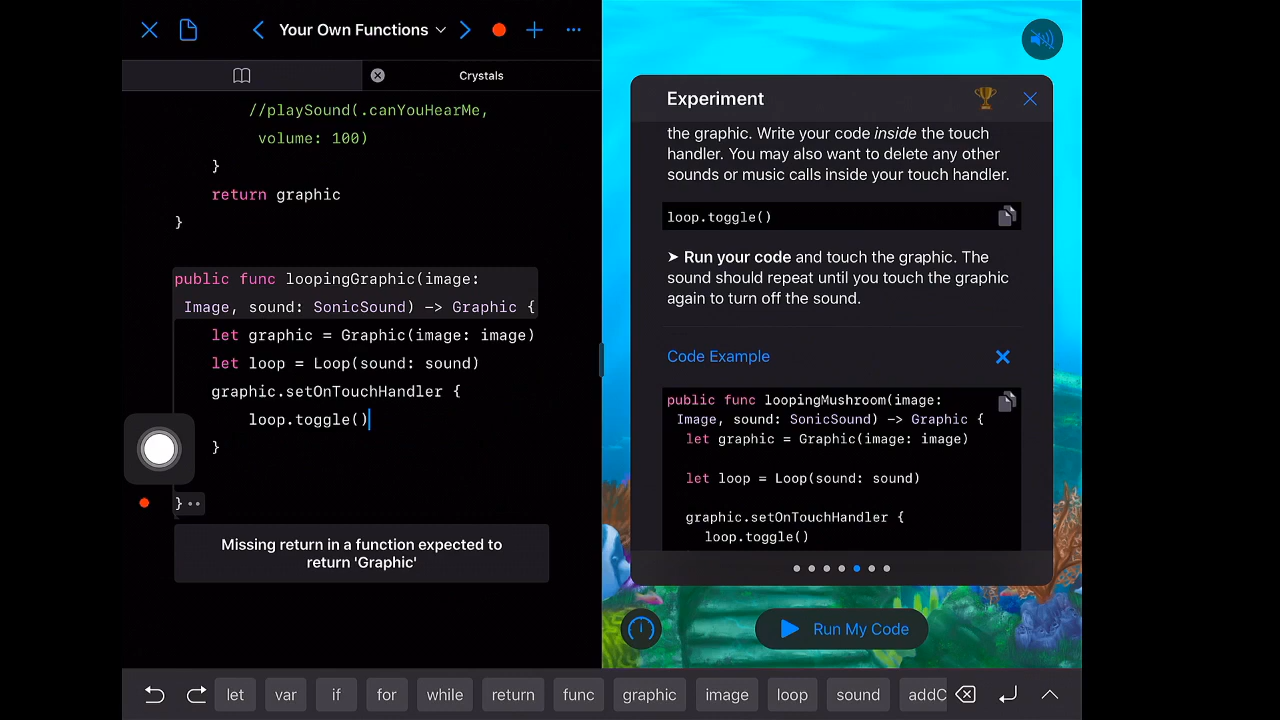 Your Own Functions
Crystals
//playSound(.canYouHearMe,
volume: 100)
}
return graphic
}
public func loopingGraphic(image:
Image, sound: SonicSound) -> Graphic {
let graphic = Graphic(image: image)
let loop = Loop(sound: sound)
graphic.setOnTouchHandler {
loop.toggle()
}
}
Missing return in a function expected to
return 'Graphic'
Experiment
the graphic. Write your code inside the touch
handler. You may also want to delete any other
sounds or music calls inside your touch handler.
loop.toggle()
➤ Run your code and touch the graphic. The
sound should repeat until you touch the graphic
again to turn off the sound.
Code Example
public func loopingMushroom(image:
Image, sound: SonicSound) -> Graphic {
let graphic = Graphic(image: image)
let loop = Loop(sound: sound)
graphic.setOnTouchHandler {
loop.toggle()
Run My Code
let var if for while return func graphic image loop sound addC